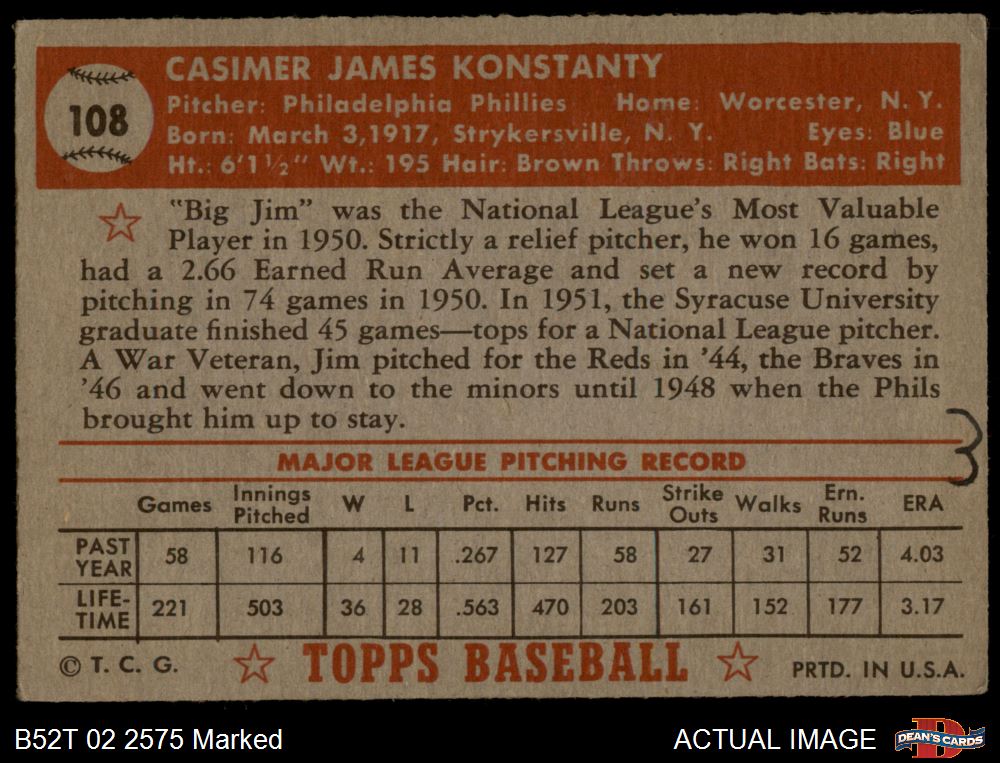 108
CASIMER JAMES KONSTANTY
Pitcher: Philadelphia Phillies Home: Worcester, N. Y.
Born: March 3, 1917, Strykersville, N. Y. Eyes: Blue
Ht.: 6'1½" Wt.: 195 Hair: Brown Throws: Right Bats: Right
"Big Jim" was the National League's Most Valuable
Player in 1950. Strictly a relief pitcher, he won 16 games,
had a 2.66 Earned Run Average and set a new record by
pitching in 74 games in 1950. In 1951, the Syracuse University
graduate finished 45 games—tops for a National League pitcher.
A War Veteran, Jim pitched for the Reds in '44, the Braves in
'46 and went down to the minors until 1948 when the Phils
brought him up to stay.
3
MAJOR LEAGUE PITCHING RECORD
Games Innings Pitched W L Pct. Hits Runs Strike Outs Walks Ern. Runs ERA
PAST YEAR 58 116 4 11 .267 127 58 27 31 52 4.03
LIFE-TIME 221 503 36 28 .563 470 203 161 152 177 3.17
© T. C. G. TOPPS BASEBALL PRTD. IN U.S.A.
B52T 02 2575 Marked ACTUAL IMAGE D DEAN'S CARDS